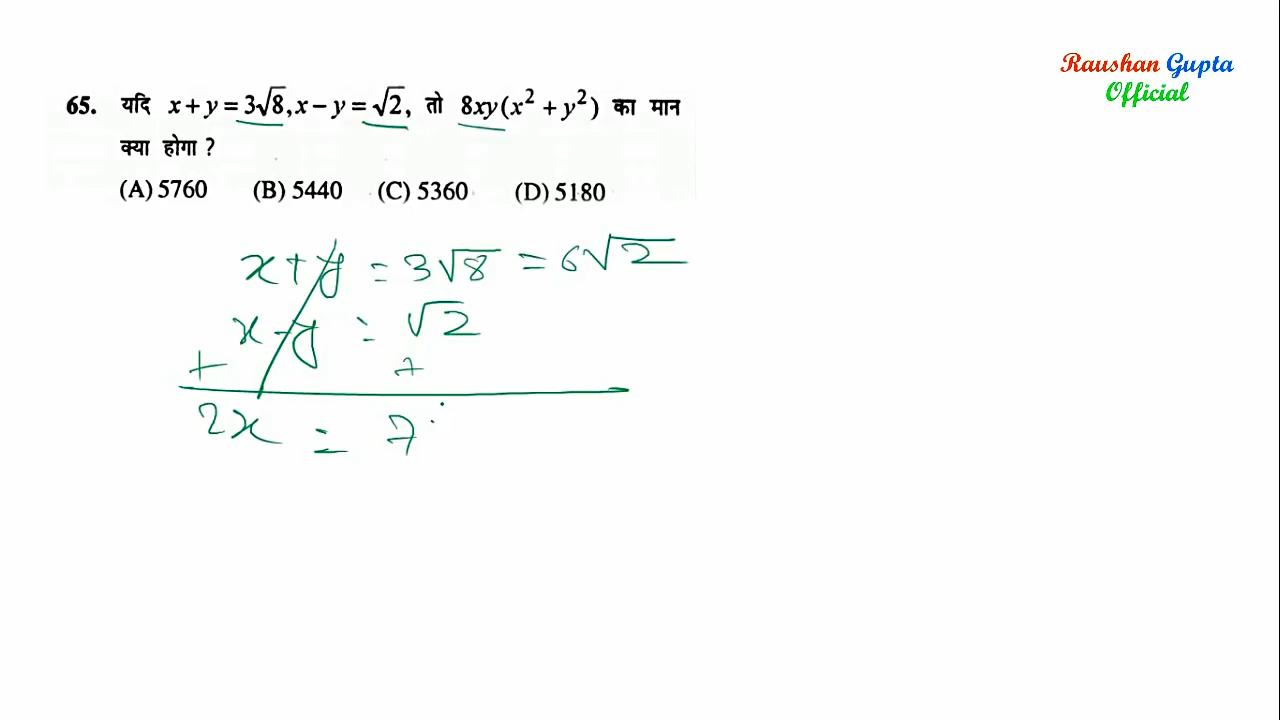 Raushan Gupta
Official
65. यदि x + y = 3√8, x − y = √2, तो 8xy(x² + y²) का मान
क्या होगा ?
(A) 5760 (B) 5440 (C) 5360 (D) 5180
x + y = 3√8 = 6√2
x − y = √2
+ +
2x = 7